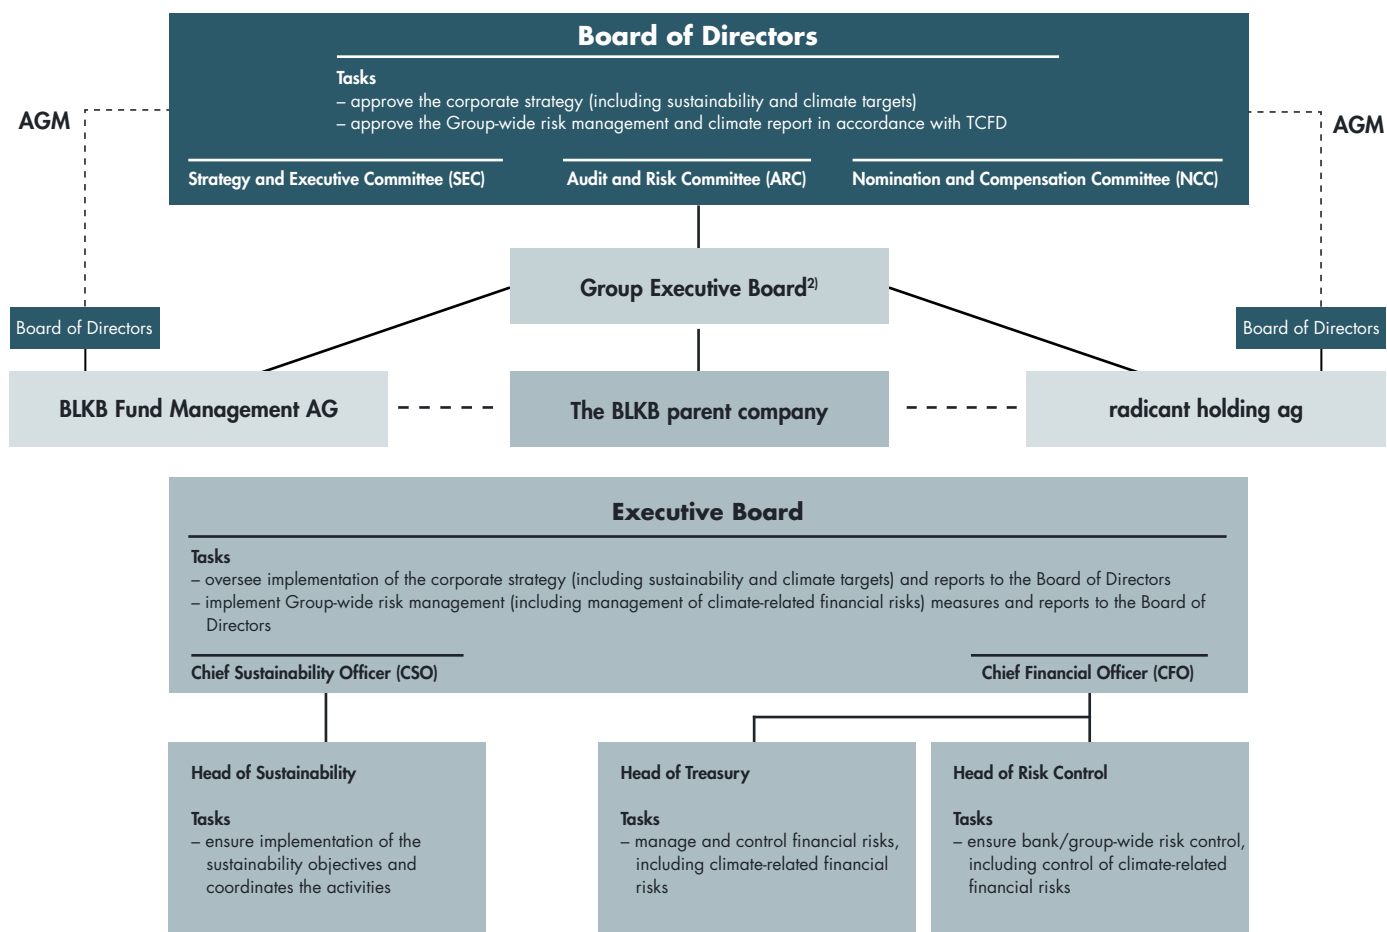 Board of Directors
Tasks
– approve the corporate strategy (including sustainability and climate targets)
– approve the Group-wide risk management and climate report in accordance with TCFD
AGM
AGM
Strategy and Executive Committee (SEC)
Audit and Risk Committee (ARC)
Nomination and Compensation Committee (NCC)
Group Executive Board2)
Board of Directors
Board of Directors
BLKB Fund Management AG
The BLKB parent company
radicant holding ag
Executive Board
Tasks
– oversee implementation of the corporate strategy (including sustainability and climate targets) and reports to the Board of Directors
– implement Group-wide risk management (including management of climate-related financial risks) measures and reports to the Board of
Directors
Chief Sustainability Officer (CSO)
Chief Financial Officer (CFO)
Head of Sustainability
Tasks
– ensure implementation of the
sustainability objectives and
coordinates the activities
Head of Treasury
Tasks
– manage and control financial risks,
including climate-related financial
risks
Head of Risk Control
Tasks
– ensure bank/group-wide risk control,
including control of climate-related
financial risks